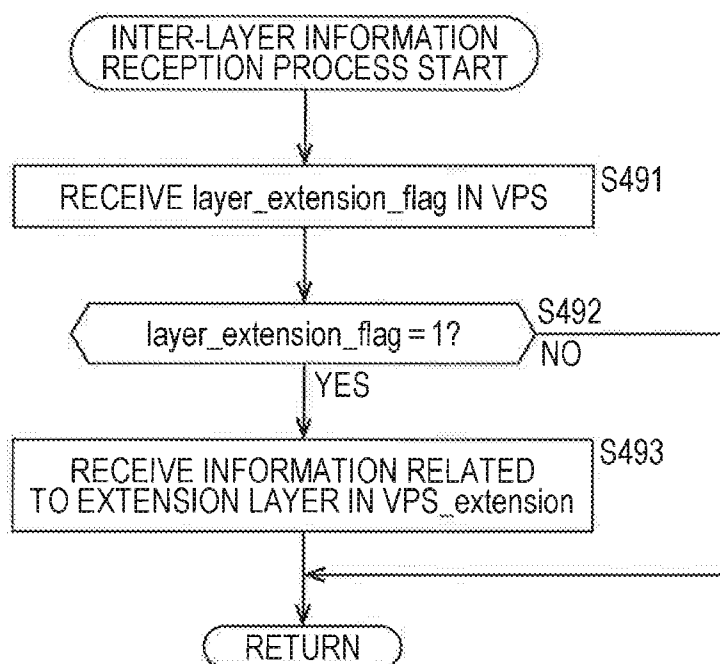 INTER-LAYER INFORMATION
RECEPTION PROCESS START
S491
RECEIVE layer_extension_flag IN VPS
S492
layer_extension_flag = 1?
NO
YES
S493
RECEIVE INFORMATION RELATED
TO EXTENSION LAYER IN VPS_extension
RETURN